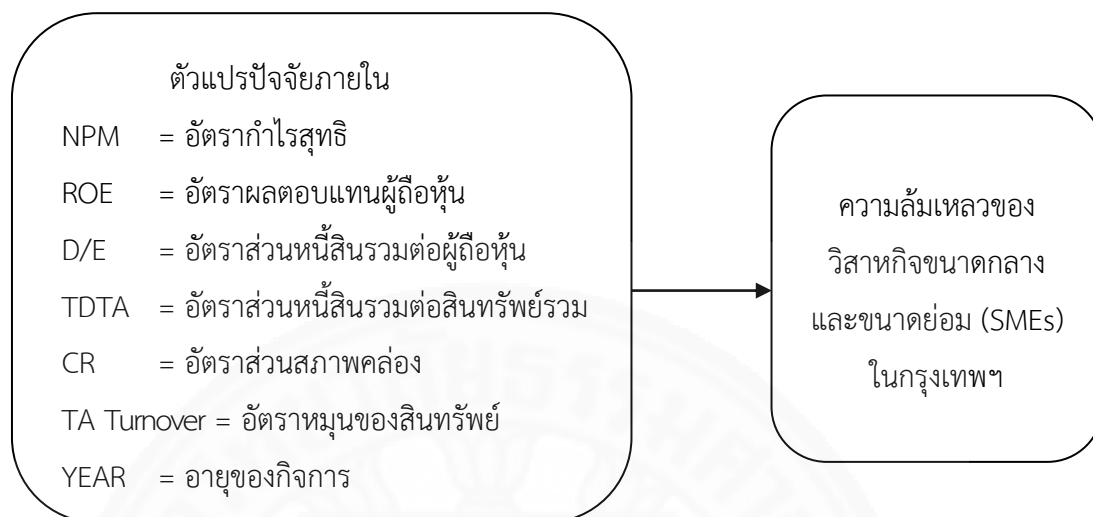 ตัวแปรปัจจัยภายใน
NPM = อัตรากำไรสุทธิ
ROE = อัตราผลตอบแทนผู้ถือหุ้น
D/E = อัตราส่วนหนี้สินรวมต่อผู้ถือหุ้น
TDTA = อัตราส่วนหนี้สินรวมต่อสินทรัพย์รวม
CR = อัตราส่วนสภาพคล่อง
TA Turnover = อัตราหมุนของสินทรัพย์
YEAR = อายุของกิจการ
ความล้มเหลวของ
วิสาหกิจขนาดกลาง
และขนาดย่อม (SMEs)
ในกรุงเทพฯ